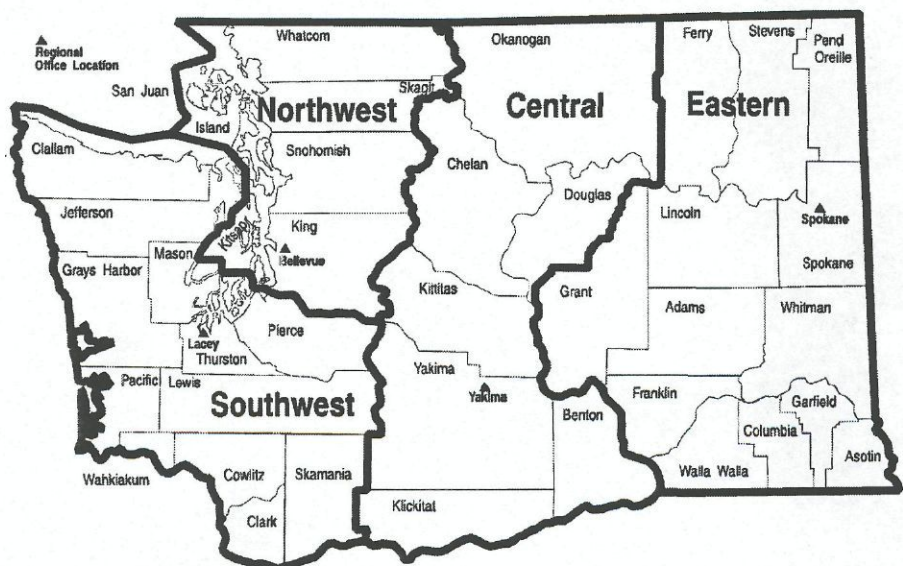 Regional
Office Location
San Juan
Whatcom
Skagit
Northwest
Island
Snohomish
King
Bellevue
Kitsap
Clallam
Jefferson
Mason
Grays Harbor
Pierce
Lacey
Thurston
Pacific
Lewis
Southwest
Wahkiakum
Cowlitz
Skamania
Clark
Okanogan
Central
Chelan
Douglas
Kittitas
Yakima
Yakima
Benton
Klickitat
Ferry
Stevens
Pend
Oreille
Eastern
Lincoln
Spokane
Spokane
Grant
Adams
Whitman
Franklin
Garfield
Columbia
Walla Walla
Asotin